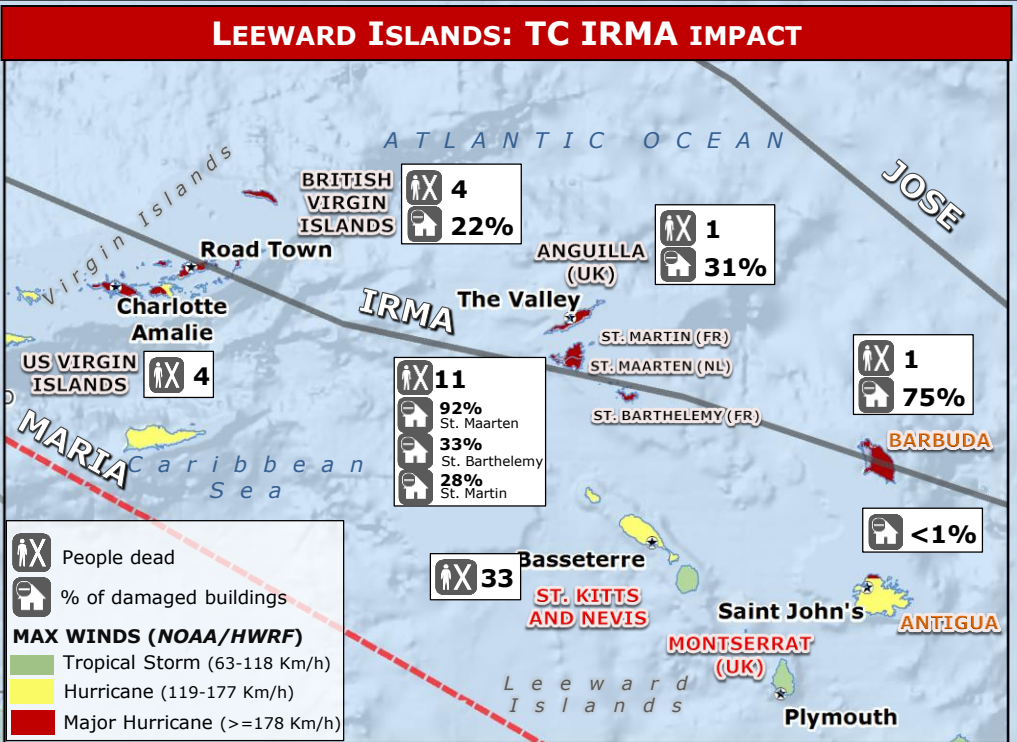 LEEWARD ISLANDS: TC IRMA IMPACT
ATLANTIC OCEAN
JOSE
Virgin Islands
BRITISH
VIRGIN
ISLANDS
4
22%
Road Town
ANGUILLA
(UK)
1
31%
Charlotte
Amalie
IRMA
The Valley
ST. MARTIN (FR)
ST. MAARTEN (NL)
US VIRGIN
ISLANDS
4
11
92%
St. Maarten
33%
St. Barthelemy
28%
St. Martin
ST. BARTHELEMY (FR)
1
75%
BARBUDA
MARIA
Caribbean
Sea
<1%
33
Basseterre
ST. KITTS
AND NEVIS
Saint John's
ANTIGUA
MONTSERRAT
(UK)
Leeward
Islands
Plymouth
People dead
% of damaged buildings
MAX WINDS (NOAA/HWRF)
Tropical Storm (63-118 Km/h)
Hurricane (119-177 Km/h)
Major Hurricane (>=178 Km/h)